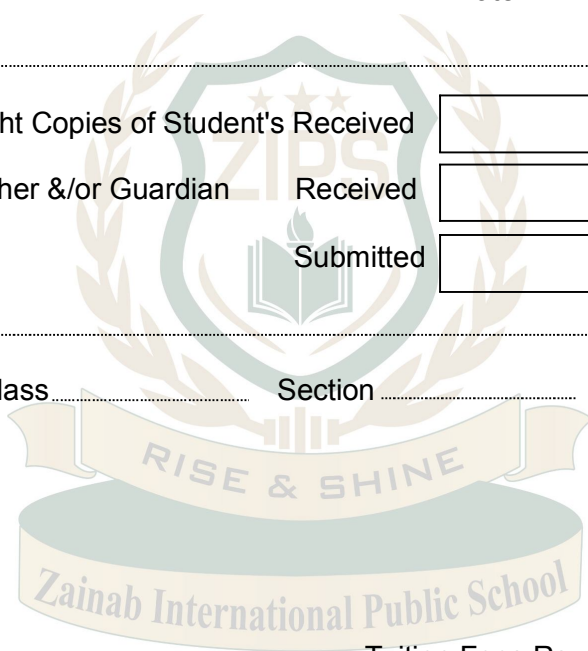 ht Copies of Student's Received
her &/or Guardian Received
Submitted
lass Section
ZIPS
RISE & SHINE
Zainab International Public School